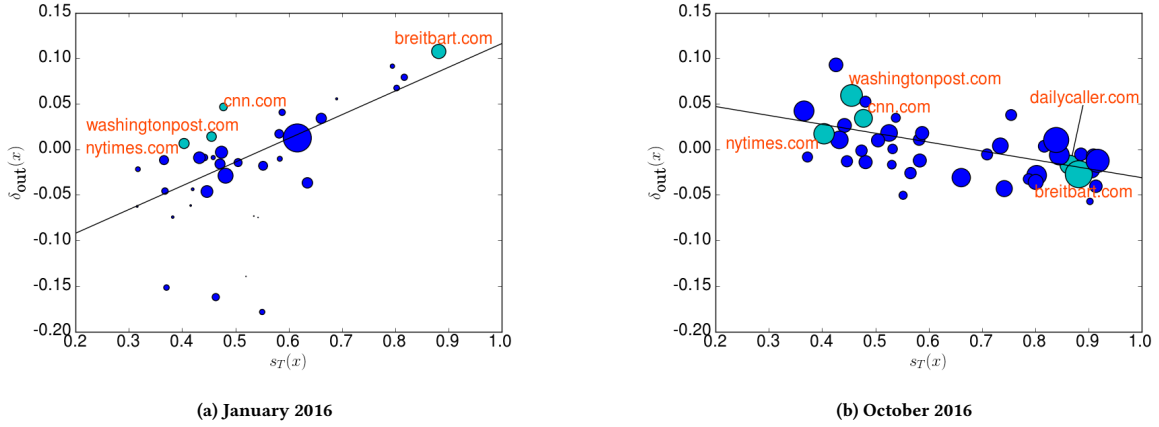 0.15
0.10
0.05
0.00
-0.05
-0.10
-0.15
-0.20
δout(x)
breitbart.com
cnn.com
washingtonpost.com
nytimes.com
0.2 0.3 0.4 0.5 0.6 0.7 0.8 0.9 1.0
sT(x)
(a) January 2016
0.15
0.10
0.05
0.00
-0.05
-0.10
-0.15
-0.20
δout(x)
washingtonpost.com
dailycaller.com
cnn.com
nytimes.com
breitbart.com
0.2 0.3 0.4 0.5 0.6 0.7 0.8 0.9 1.0
sT(x)
(b) October 2016